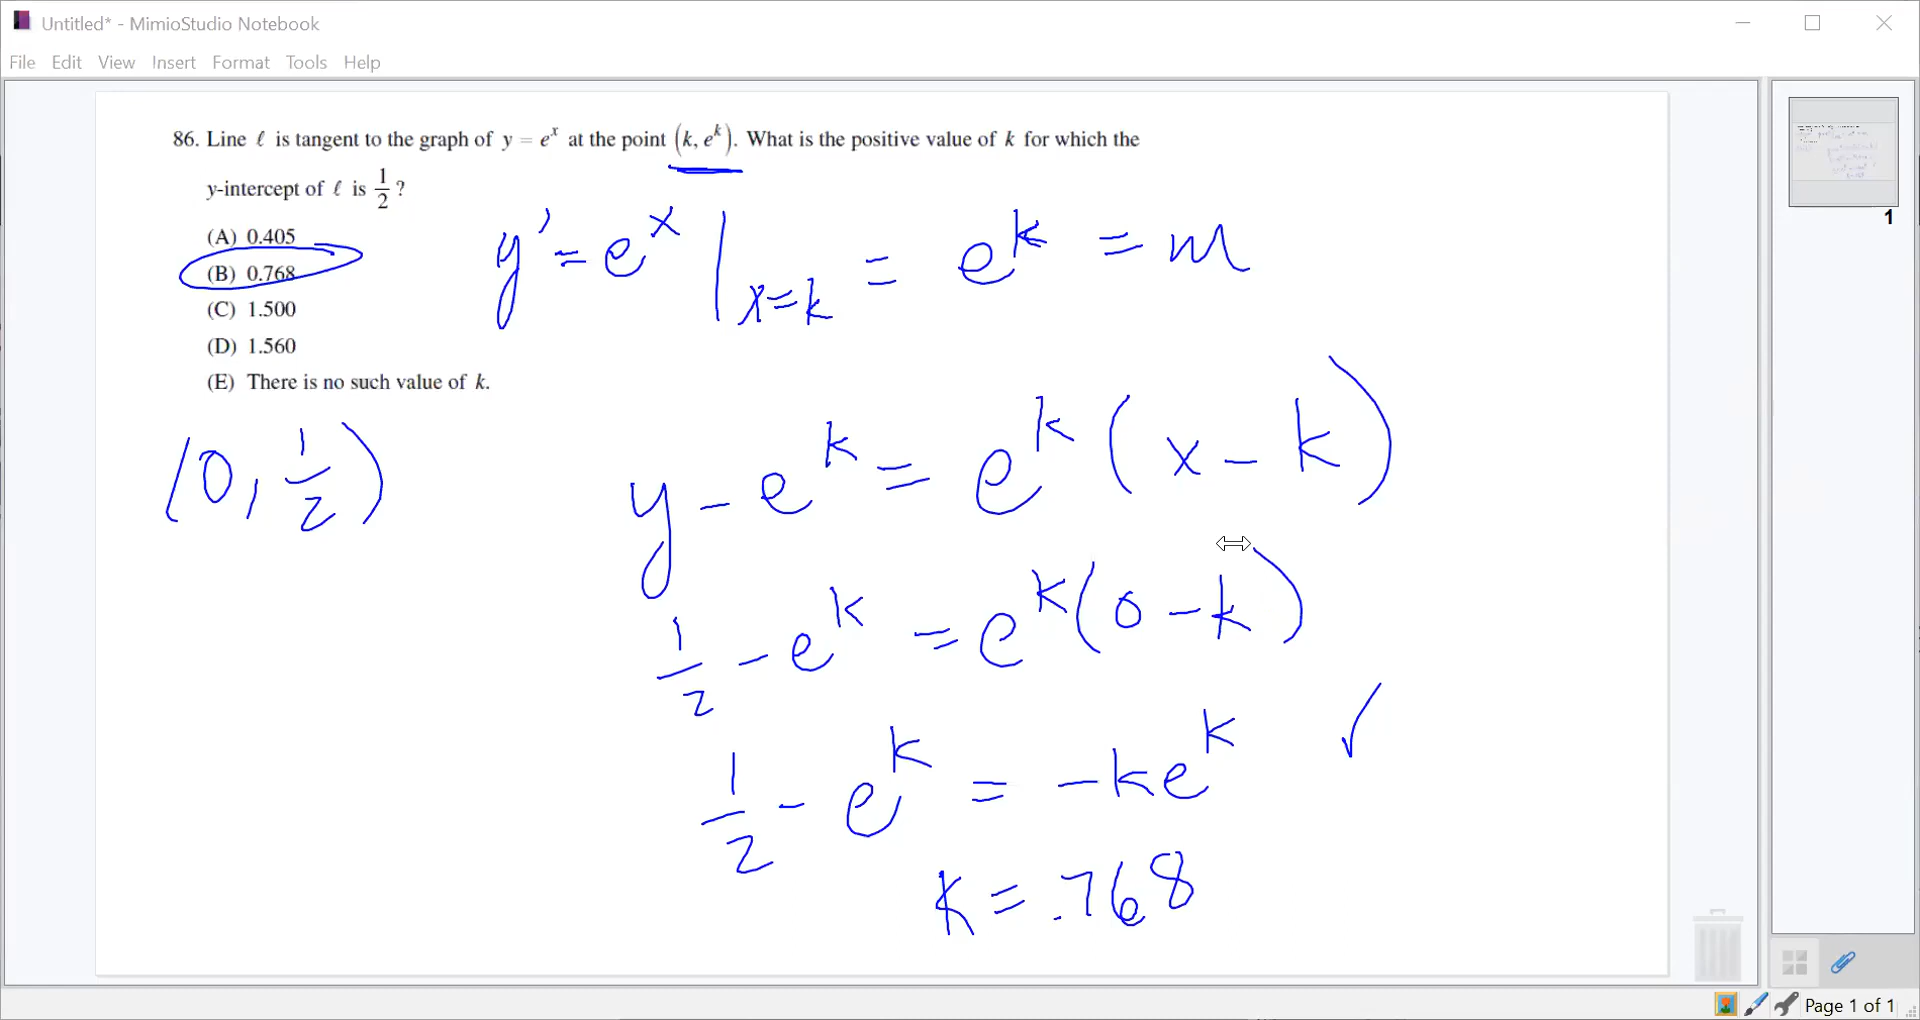 Untitled* - MimioStudio Notebook
File Edit View Insert Format Tools Help
86. Line ℓ is tangent to the graph of y = e^x at the point (k, e^k). What is the positive value of k for which the
y-intercept of ℓ is 1/2 ?
(A) 0.405
(B) 0.768
(C) 1.500
(D) 1.560
(E) There is no such value of k.
y' = e^x |_{x=k} = e^k = m
(0, 1/2)
y - e^k = e^k (x - k)
1/2 - e^k = e^k (0 - k)
1/2 - e^k = -ke^k ✓
k = .768
1
Page 1 of 1